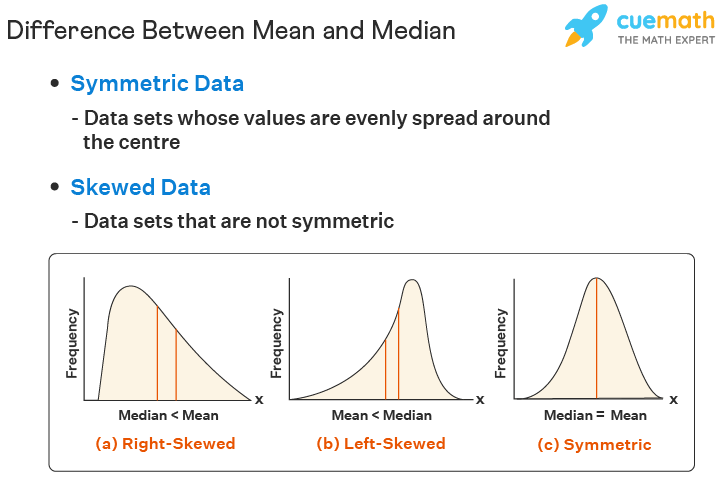 Difference Between Mean and Median
cuemath
THE MATH EXPERT
• Symmetric Data
- Data sets whose values are evenly spread around
the centre
• Skewed Data
- Data sets that are not symmetric
Frequency
x
Median < Mean
(a) Right-Skewed
Frequency
x
Mean < Median
(b) Left-Skewed
Frequency
x
Median = Mean
(c) Symmetric